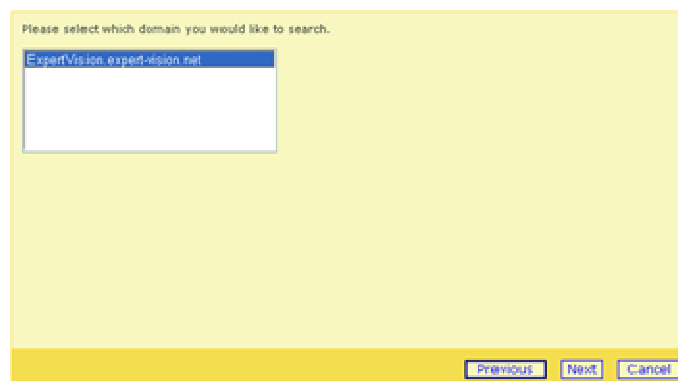 Please select which domain you would like to search.
ExpertVision.expert-vision.net
Previous Next Cancel